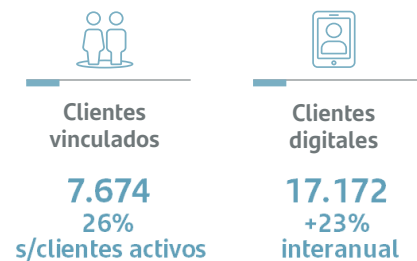 Clientes
vinculados
7.674
26%
s/clientes activos
Clientes
digitales
17.172
+23%
interanual